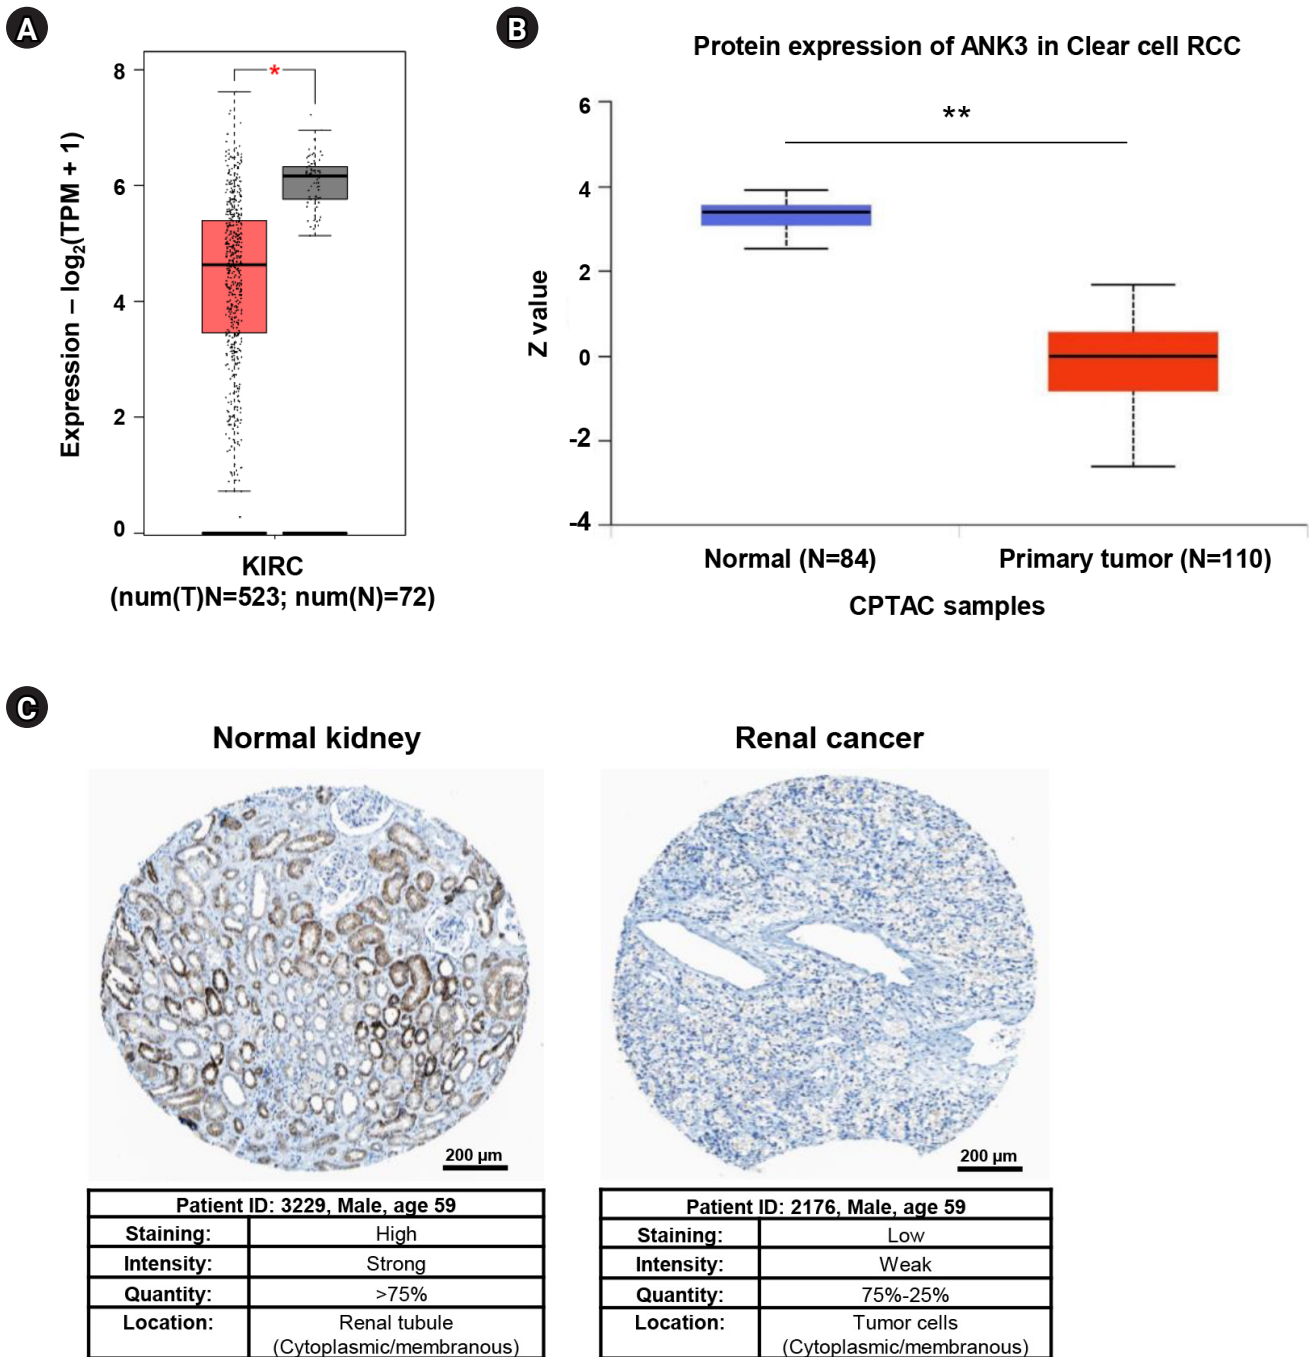 A
8
6
4
2
0
Expression – log2(TPM + 1)
*
KIRC
(num(T)N=523; num(N)=72)
B
Protein expression of ANK3 in Clear cell RCC
6
4
2
0
-2
-4
Z value
**
Normal (N=84)
Primary tumor (N=110)
CPTAC samples
C
Normal kidney
200 µm
Patient ID: 3229, Male, age 59
Staining: High
Intensity: Strong
Quantity: >75%
Location: Renal tubule
(Cytoplasmic/membranous)
Renal cancer
200 µm
Patient ID: 2176, Male, age 59
Staining: Low
Intensity: Weak
Quantity: 75%-25%
Location: Tumor cells
(Cytoplasmic/membranous)